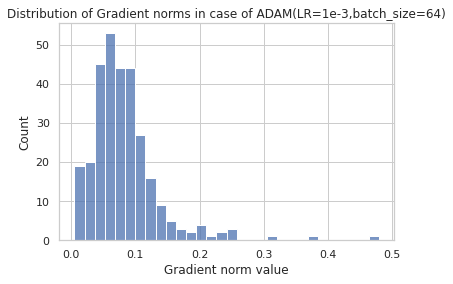 Distribution of Gradient norms in case of ADAM(LR=1e-3,batch_size=64)
50
40
30
20
10
0
Count
0.0 0.1 0.2 0.3 0.4 0.5
Gradient norm value